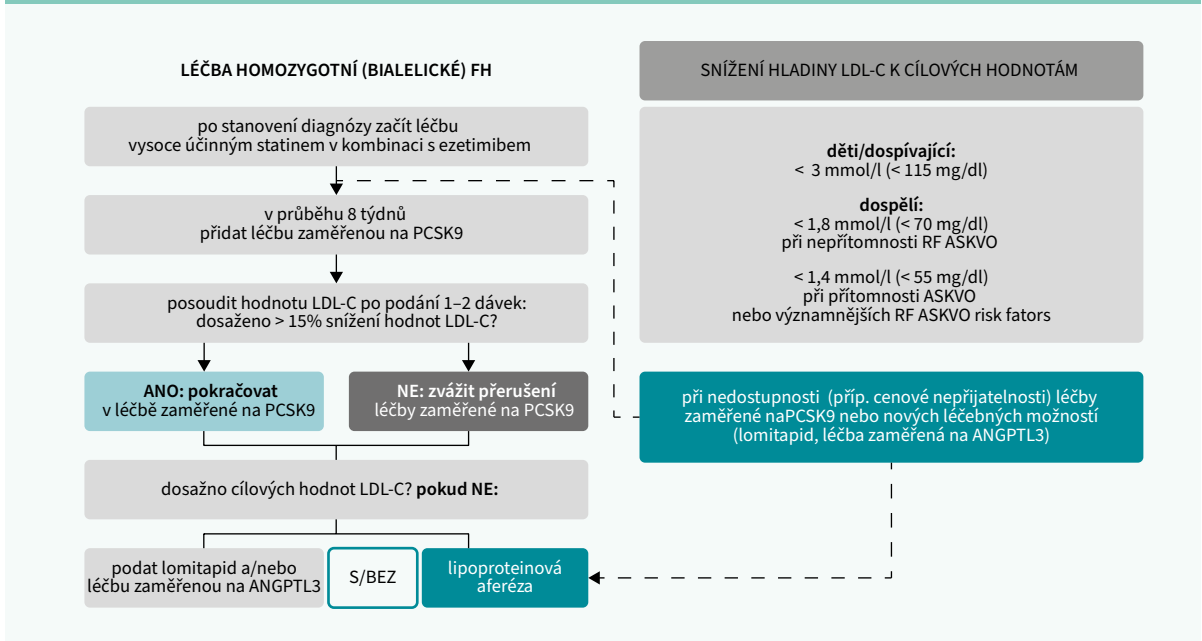 LÉČBA HOMOZYGOTNÍ (BIALELICKÉ) FH
po stanovení diagnózy začít léčbu
vysoce účinným statinem v kombinaci s ezetimibem
v průběhu 8 týdnů
přidat léčbu zaměřenou na PCSK9
posoudit hodnotu LDL-C po podání 1–2 dávek:
dosaženo > 15% snížení hodnot LDL-C?
ANO: pokračovat
v léčbě zaměřené na PCSK9
NE: zvážit přerušení
léčby zaměřené na PCSK9
dosažno cílových hodnot LDL-C? pokud NE:
podat lomitapid a/nebo
léčbu zaměřenou na ANGPTL3
S/BEZ
lipoproteinová
aferéza
SNÍŽENÍ HLADINY LDL-C K CÍLOVÝCH HODNOTÁM
děti/dospívající:
< 3 mmol/l (< 115 mg/dl)
dospělí:
< 1,8 mmol/l (< 70 mg/dl)
při nepřítomnosti RF ASKVO
< 1,4 mmol/l (< 55 mg/dl)
při přítomnosti ASKVO
nebo významnějších RF ASKVO risk fators
při nedostupnosti (příp. cenové nepřijatelnosti) léčby
zaměřené naPCSK9 nebo nových léčebných možností
(lomitapid, léčba zaměřená na ANGPTL3)